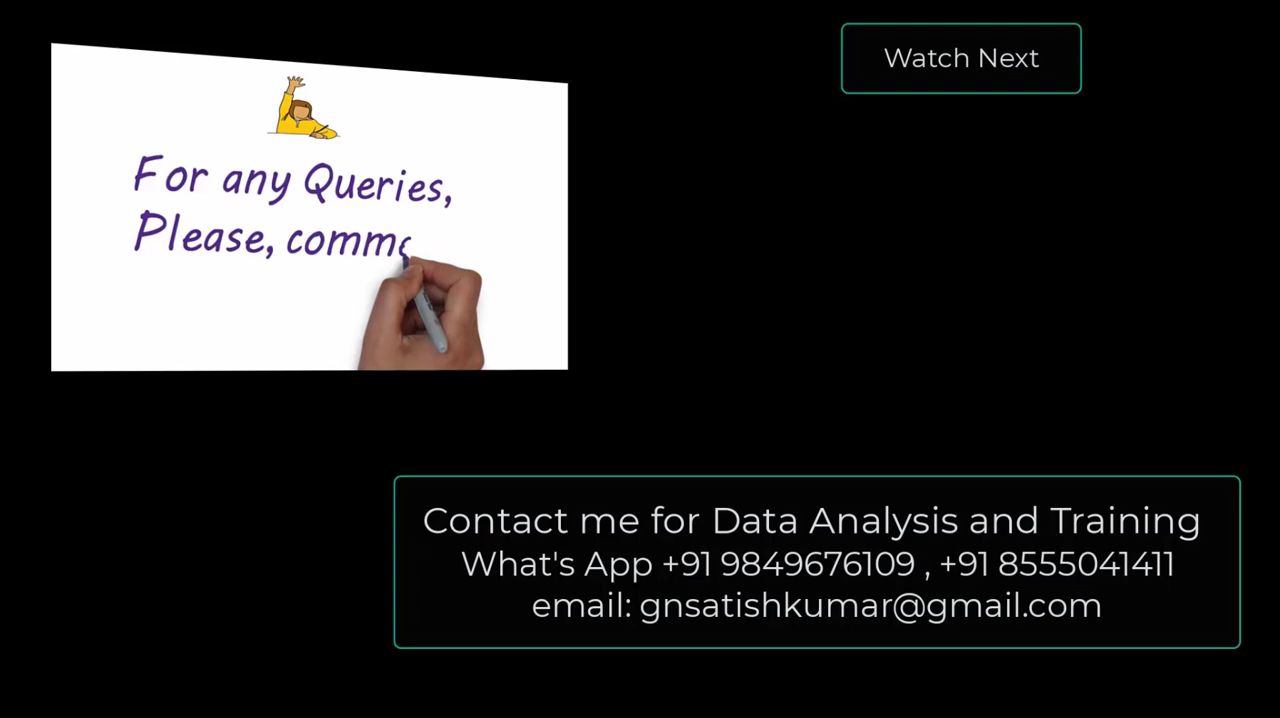 Watch Next
For any Queries,
Please, comm
Contact me for Data Analysis and Training
What's App +91 9849676109 , +91 8555041411
email: gnsatishkumar@gmail.com